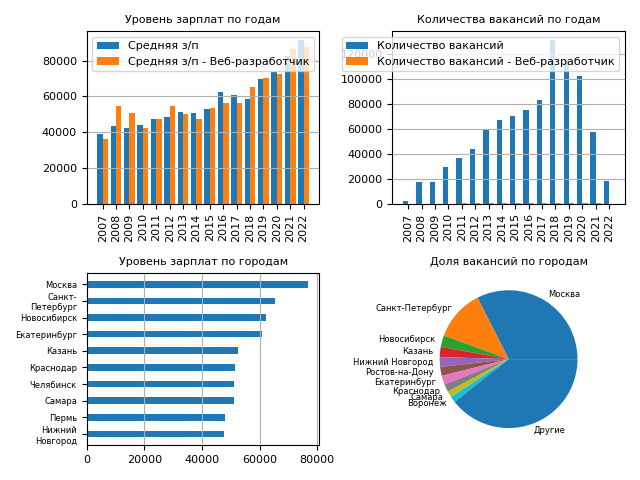 Уровень зарплат по годам
Средняя з/п
Средняя з/п - Веб-разработчик
80000
60000
40000
20000
0
2007
2008
2009
2010
2011
2012
2013
2014
2015
2016
2017
2018
2019
2020
2021
2022
Количества вакансий по годам
Количество вакансий
Количество вакансий - Веб-разработчик
120000
100000
80000
60000
40000
20000
0
2007
2008
2009
2010
2011
2012
2013
2014
2015
2016
2017
2018
2019
2020
2021
2022
Уровень зарплат по городам
Москва
Санкт-
Петербург
Новосибирск
Екатеринбург
Казань
Краснодар
Челябинск
Самара
Пермь
Нижний
Новгород
0
20000
40000
60000
80000
Доля вакансий по городам
Москва
Санкт-Петербург
Новосибирск
Казань
Нижний Новгород
Ростов-на-Дону
Екатеринбург
Краснодар
Самара
Воронеж
Другие